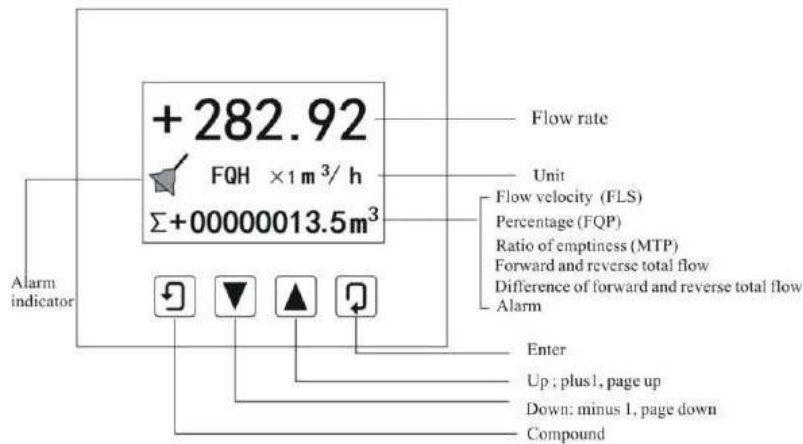 +282.92
Flow rate
FQH ×1m³/h
Unit
Flow velocity (FLS)
Σ+00000013.5m³
Percentage (FQP)
Ratio of emptiness (MTP)
Forward and reverse total flow
Difference of forward and reverse total flow
Alarm
Alarm
indicator
Enter
Up ; plus1, page up
Down: minus 1, page down
Compound